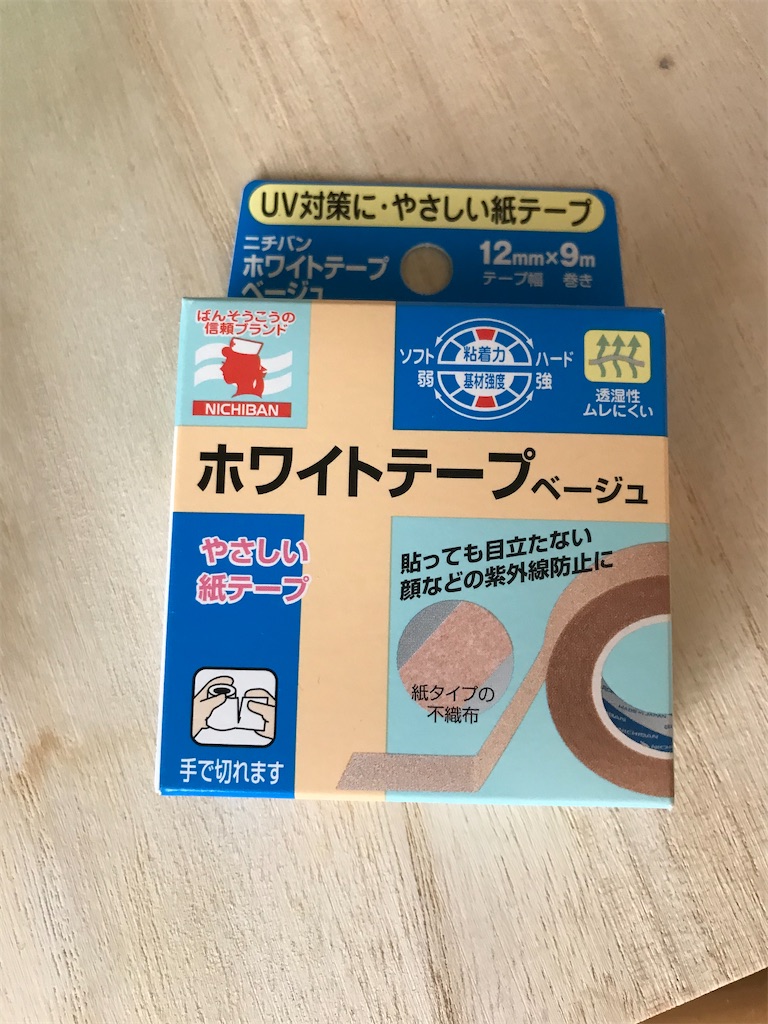 UV対策に・やさしい紙テープ
ニチバン
ホワイトテープ
ベージュ
12mm×9m
テープ幅 巻き
ばんそうこうの
信頼ブランド
NICHIBAN
ソフト 粘着力 ハード
弱 基材強度 強
透湿性
ムレにくい
ホワイトテープベージュ
やさしい
紙テープ
貼っても目立たない
顔などの紫外線防止に
紙タイプの
不織布
手で切れます